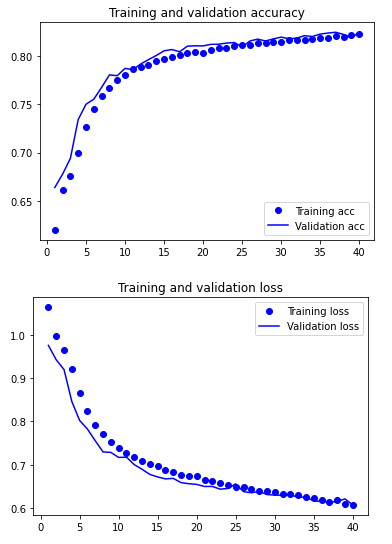 Training and validation accuracy
0.80
0.75
0.70
0.65
Training acc
Validation acc
0 5 10 15 20 25 30 35 40
Training and validation loss
Training loss
Validation loss
1.0
0.9
0.8
0.7
0.6
0 5 10 15 20 25 30 35 40